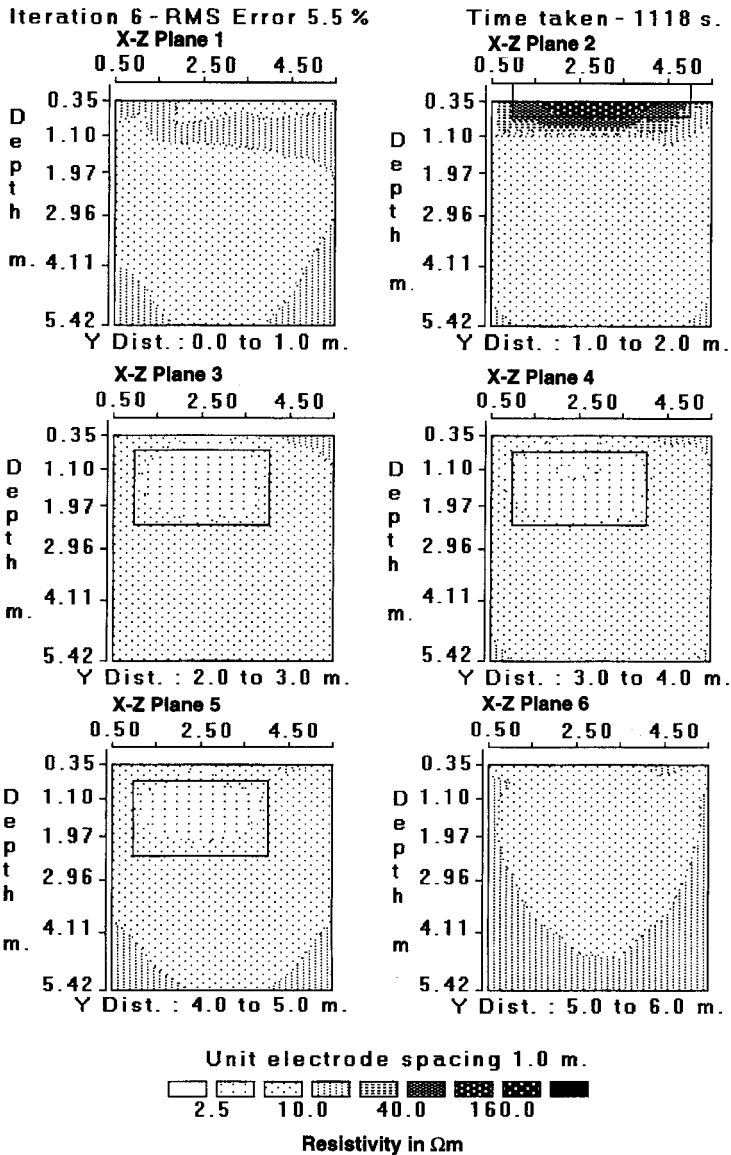 Iteration 6 - RMS Error 5.5 %
Time taken - 1118 s.
X-Z Plane 1
0.50 2.50 4.50
Depth m.
0.35
1.10
1.97
2.96
4.11
5.42
Y Dist. : 0.0 to 1.0 m.
X-Z Plane 2
0.50 2.50 4.50
Depth m.
0.35
1.10
1.97
2.96
4.11
5.42
Y Dist. : 1.0 to 2.0 m.
X-Z Plane 3
0.50 2.50 4.50
Depth m.
0.35
1.10
1.97
2.96
4.11
5.42
Y Dist. : 2.0 to 3.0 m.
X-Z Plane 4
0.50 2.50 4.50
Depth m.
0.35
1.10
1.97
2.96
4.11
5.42
Y Dist. : 3.0 to 4.0 m.
X-Z Plane 5
0.50 2.50 4.50
Depth m.
0.35
1.10
1.97
2.96
4.11
5.42
Y Dist. : 4.0 to 5.0 m.
X-Z Plane 6
0.50 2.50 4.50
Depth m
0.35
1.10
1.97
2.96
4.11
5.42
Y Dist. : 5.0 to 6.0 m.
Unit electrode spacing 1.0 m.
2.5 10.0 40.0 160.0
Resistivity in Ωm